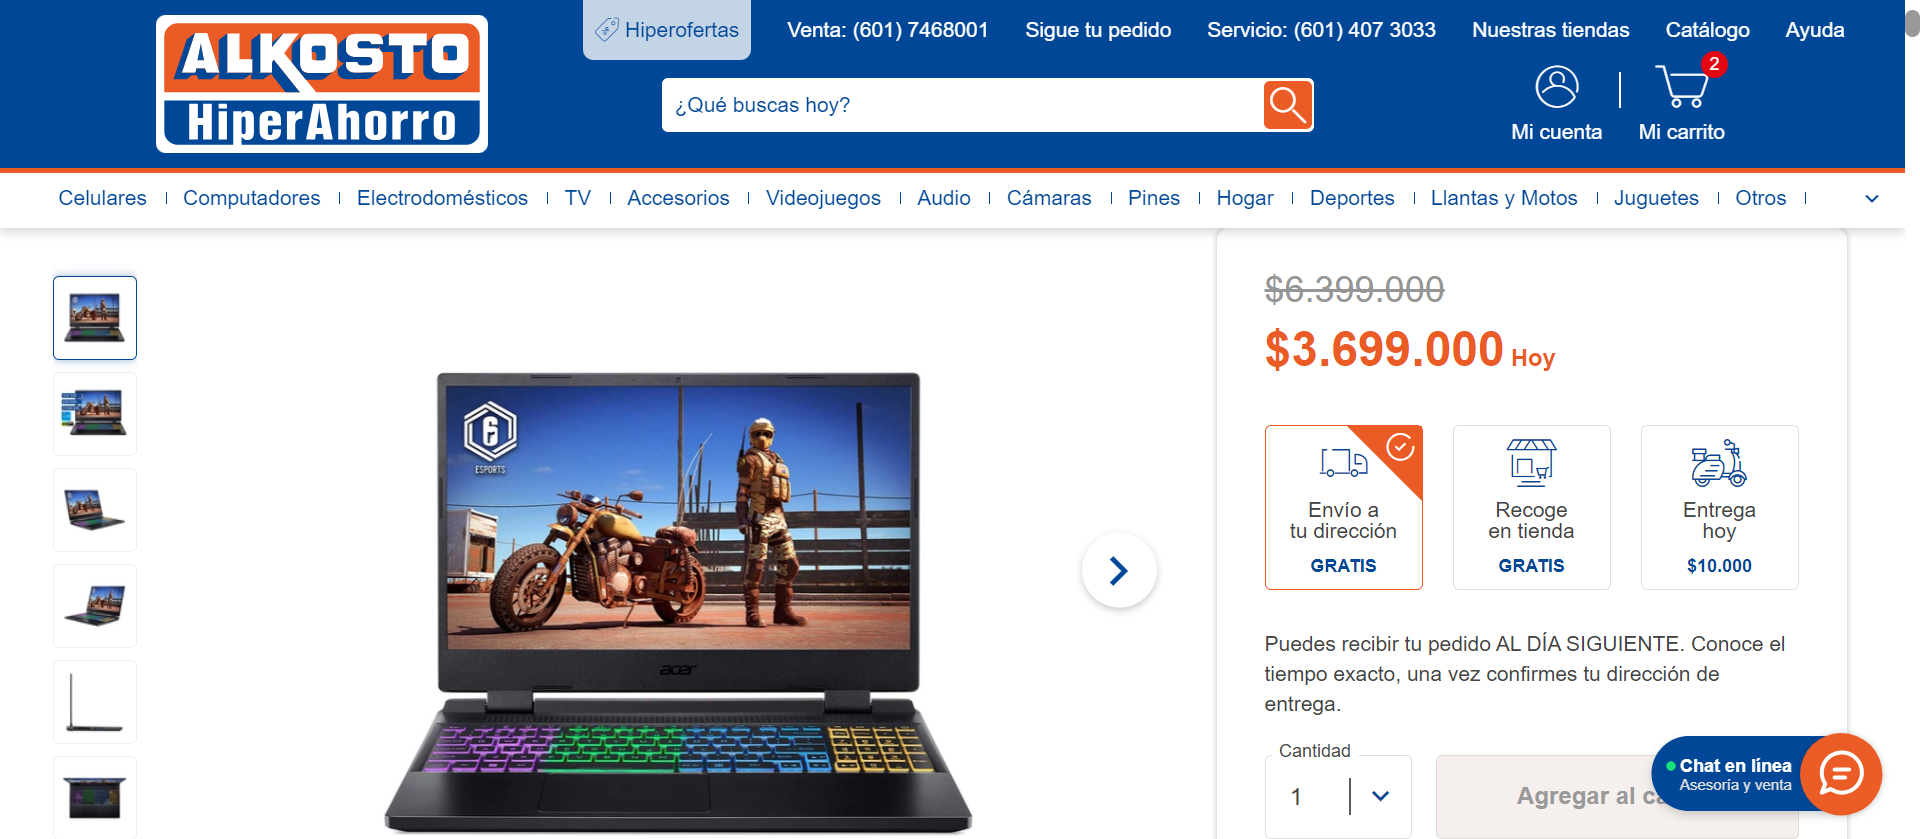 ALKOSTO
HiperAhorro
Hiperofertas
Venta: (601) 7468001
Sigue tu pedido
Servicio: (601) 407 3033
Nuestras tiendas
Catálogo
Ayuda
¿Qué buscas hoy?
2
Mi cuenta
Mi carrito
Celulares
Computadores
Electrodomésticos
TV
Accesorios
Videojuegos
Audio
Cámaras
Pines
Hogar
Deportes
Llantas y Motos
Juguetes
Otros
6
ESPORTS
acer
$6.399.000
$3.699.000 Hoy
Envío a
tu dirección
GRATIS
Recoge
en tienda
GRATIS
Entrega
hoy
$10.000
Puedes recibir tu pedido AL DÍA SIGUIENTE. Conoce el
tiempo exacto, una vez confirmes tu dirección de
entrega.
Cantidad
1
Agregar al ca
Chat en línea
Asesoría y venta